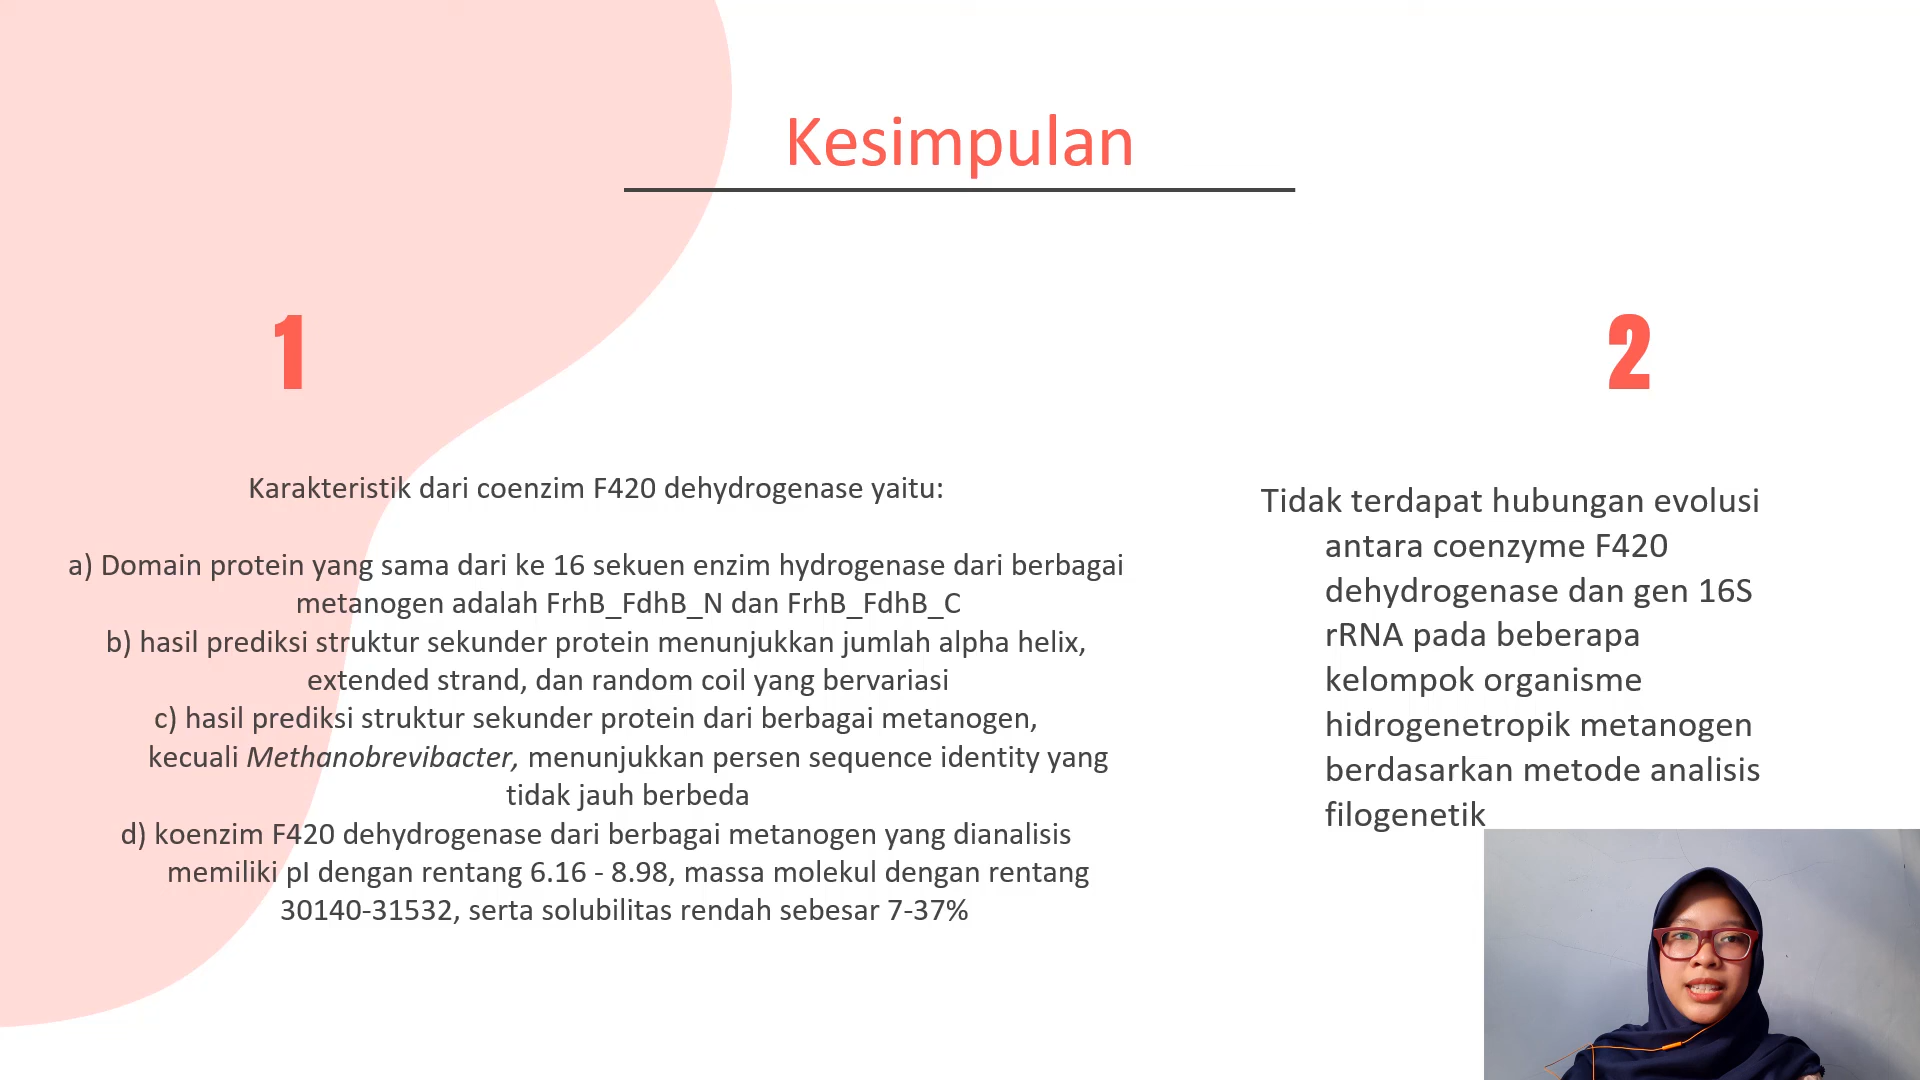 Kesimpulan
1
Karakteristik dari coenzim F420 dehydrogenase yaitu:
a) Domain protein yang sama dari ke 16 sekuen enzim hydrogenase dari berbagai
metanogen adalah FrhB_FdhB_N dan FrhB_FdhB_C
b) hasil prediksi struktur sekunder protein menunjukkan jumlah alpha helix,
extended strand, dan random coil yang bervariasi
c) hasil prediksi struktur sekunder protein dari berbagai metanogen,
kecuali Methanobrevibacter, menunjukkan persen sequence identity yang
tidak jauh berbeda
d) koenzim F420 dehydrogenase dari berbagai metanogen yang dianalisis
memiliki pI dengan rentang 6.16 - 8.98, massa molekul dengan rentang
30140-31532, serta solubilitas rendah sebesar 7-37%
2
Tidak terdapat hubungan evolusi
antara coenzyme F420
dehydrogenase dan gen 16S
rRNA pada beberapa
kelompok organisme
hidrogenetropik metanogen
berdasarkan metode analisis
filogenetik